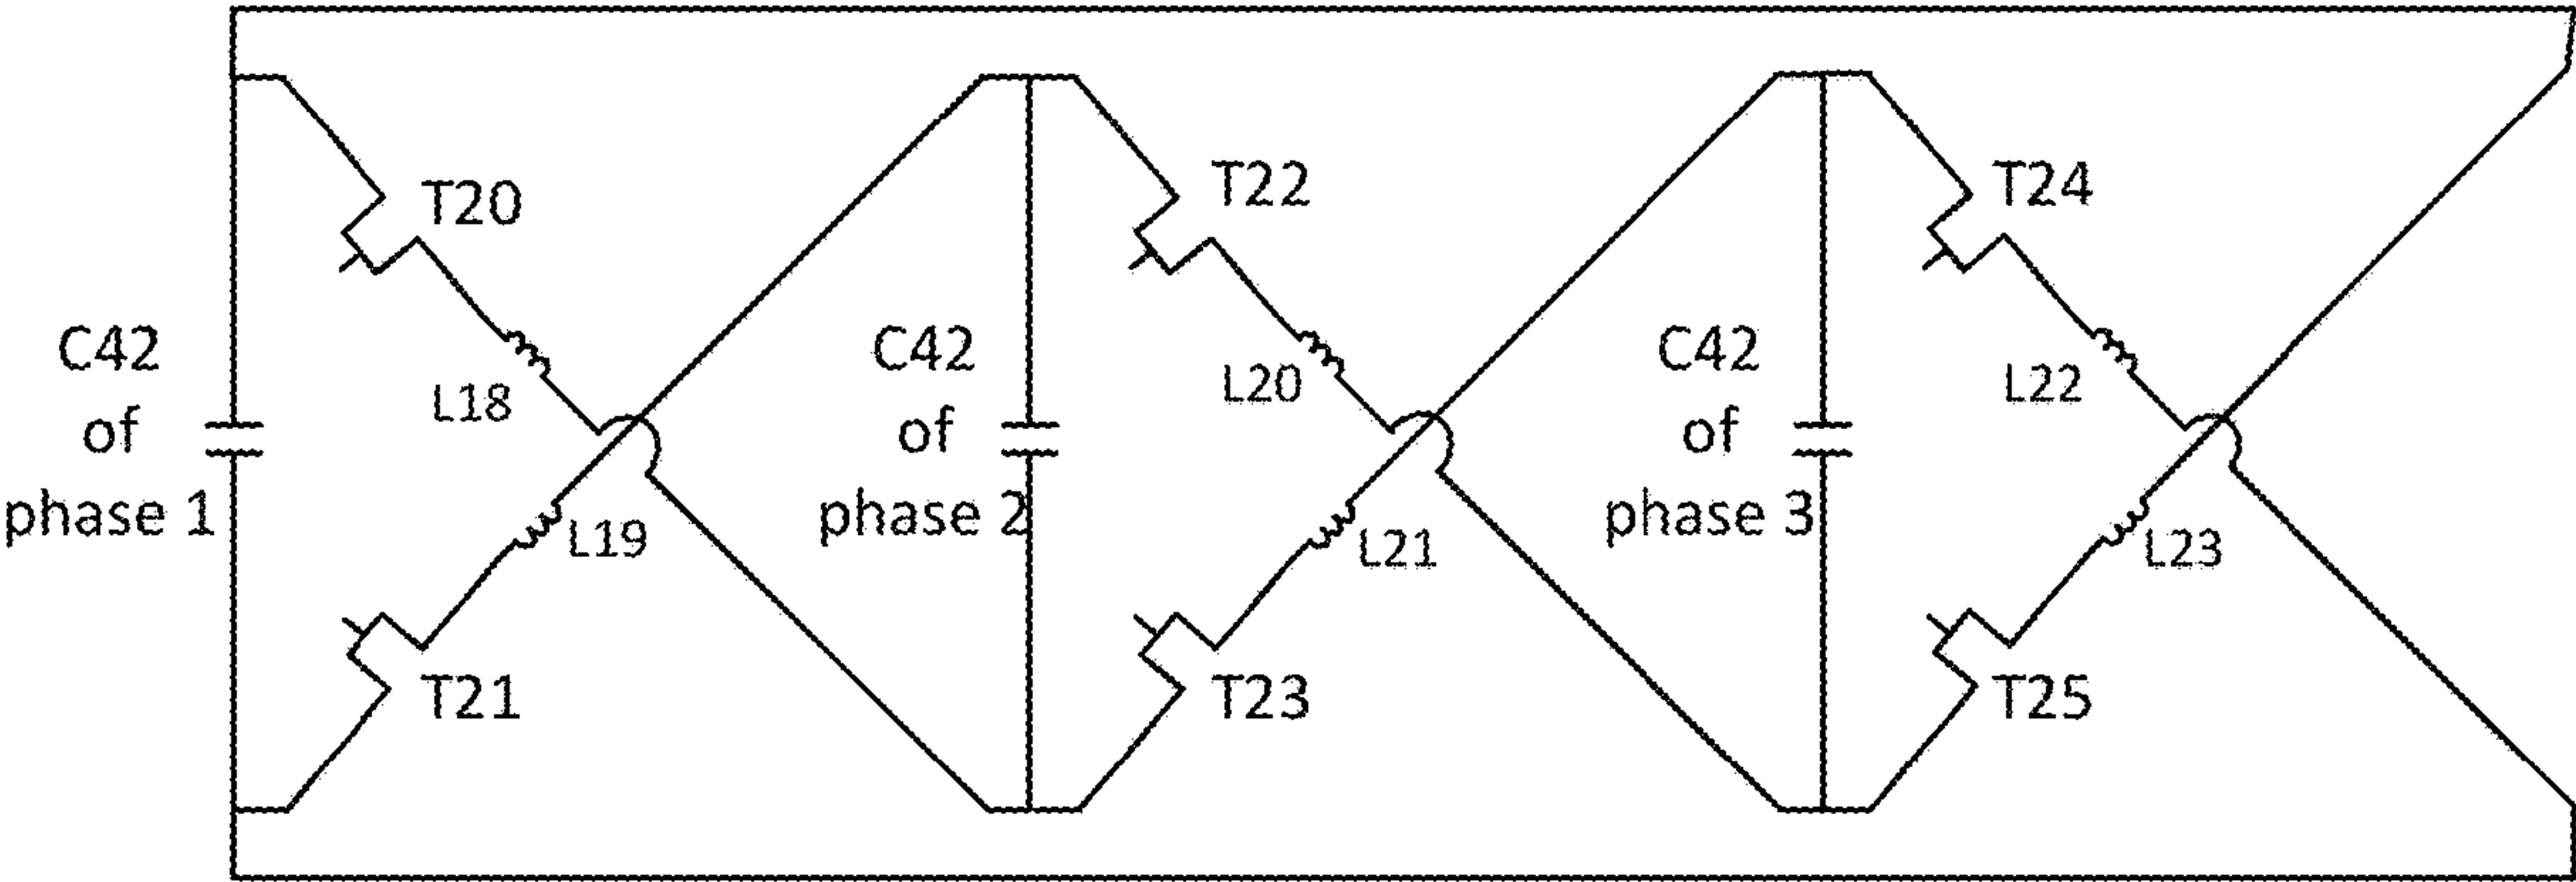 T20
T22
T24
C42
of
phase 1
L18
C42
of
phase 2
L20
C42
of
phase 3
L22
L19
L21
L23
T21
T23
T25